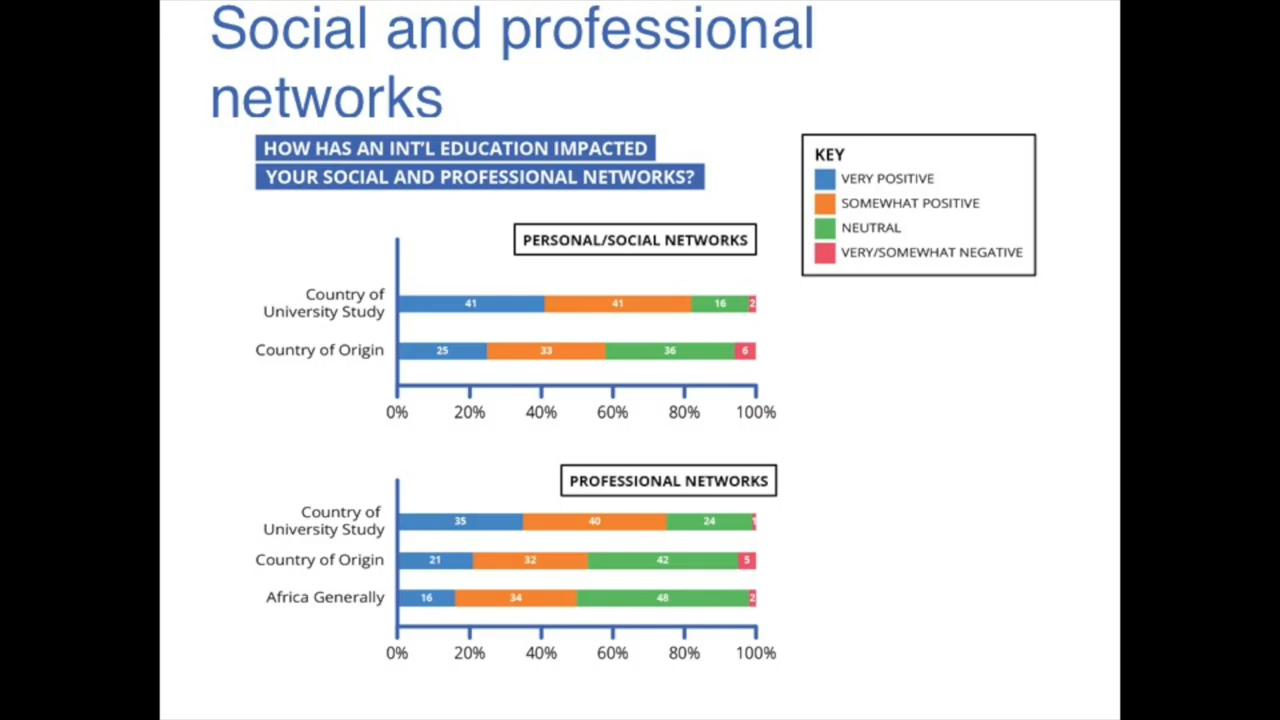 Social and professional
networks
HOW HAS AN INT'L EDUCATION IMPACTED
YOUR SOCIAL AND PROFESSIONAL NETWORKS?
KEY
VERY POSITIVE
SOMEWHAT POSITIVE
NEUTRAL
VERY/SOMEWHAT NEGATIVE
PERSONAL/SOCIAL NETWORKS
Country of
University Study
41 41 16 2
Country of Origin
25 33 36 6
0% 20% 40% 60% 80% 100%
PROFESSIONAL NETWORKS
Country of
University Study
35 40 24 1
Country of Origin
21 32 42 5
Africa Generally
16 34 48 2
0% 20% 40% 60% 80% 100%